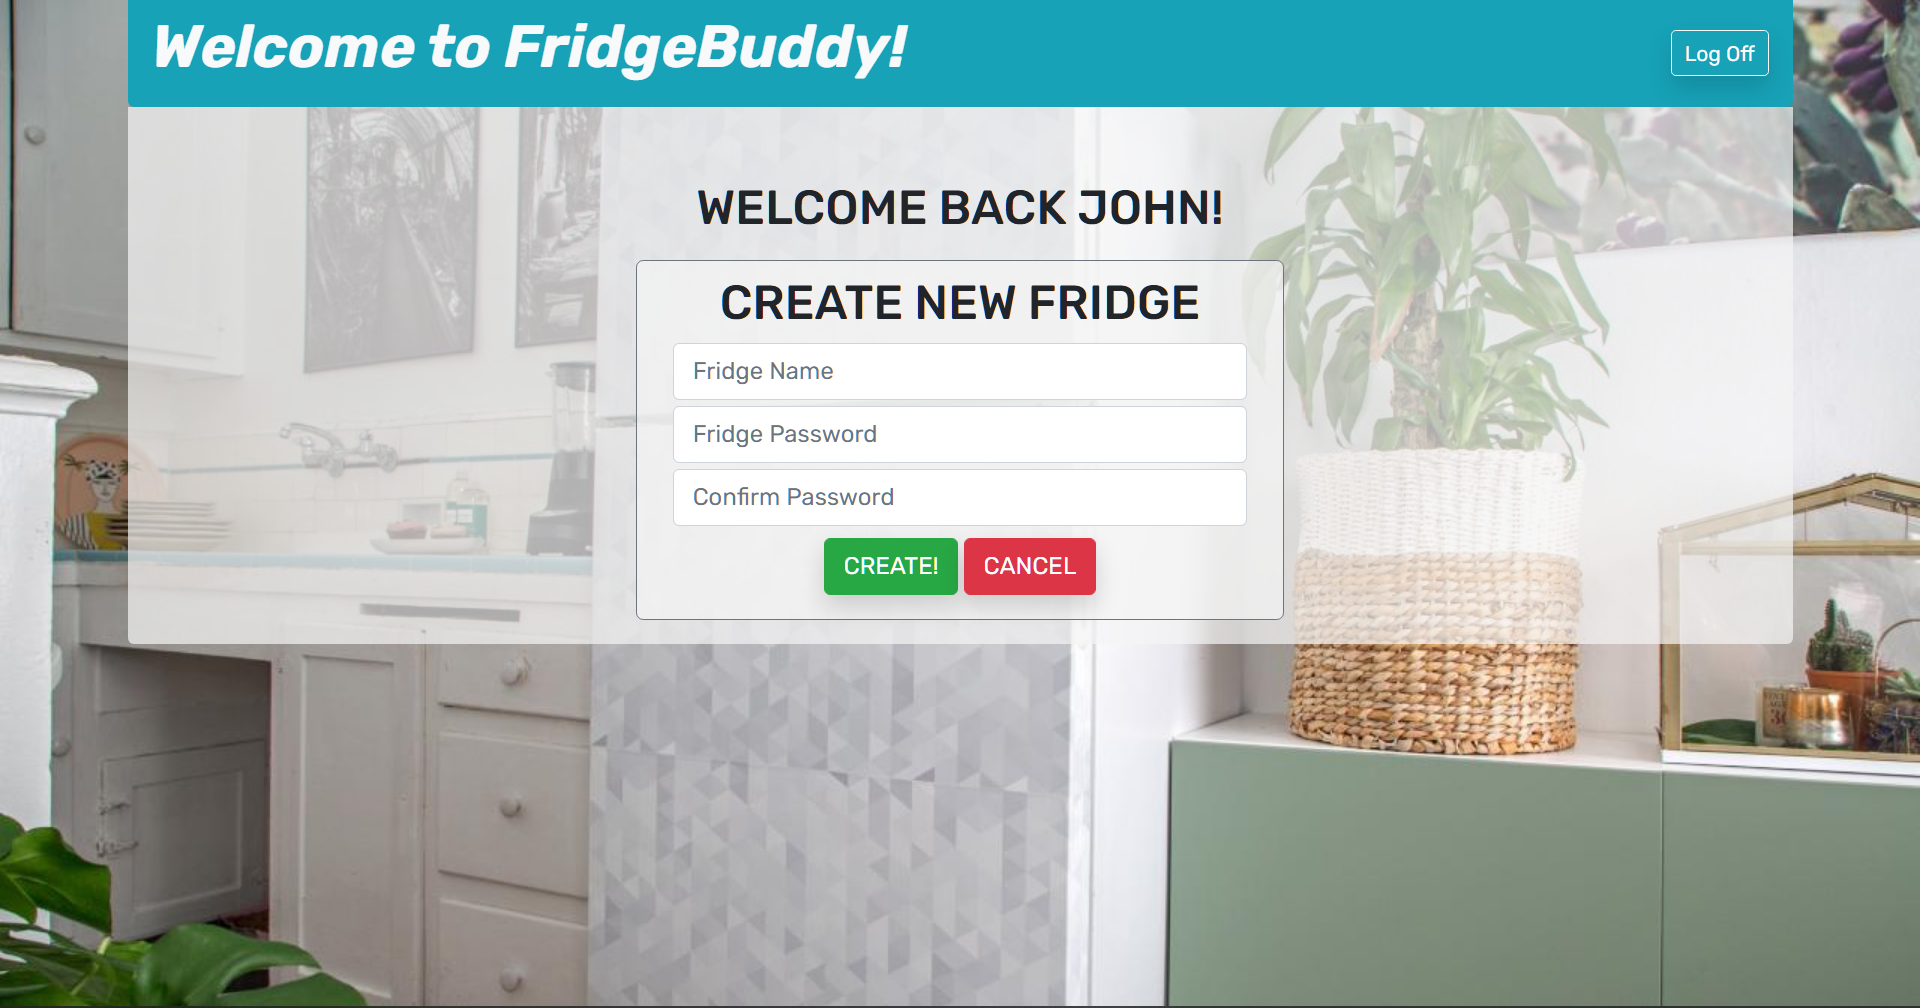 Welcome to FridgeBuddy!
Log Off
WELCOME BACK JOHN!
CREATE NEW FRIDGE
Fridge Name
Fridge Password
Confirm Password
CREATE!
CANCEL